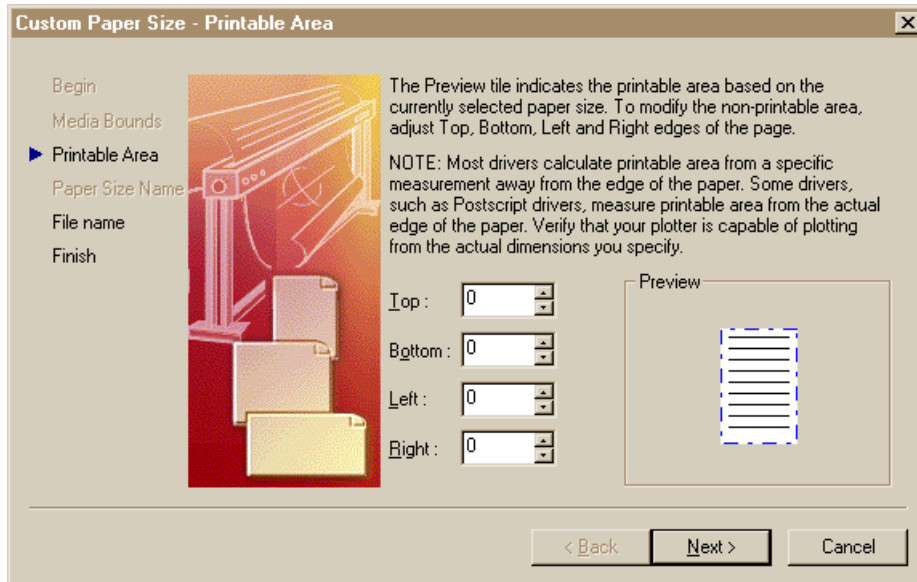 Custom Paper Size - Printable Area
Begin
Media Bounds
Printable Area
Paper Size Name
File name
Finish
The Preview tile indicates the printable area based on the
currently selected paper size. To modify the non-printable area,
adjust Top, Bottom, Left and Right edges of the page.
NOTE: Most drivers calculate printable area from a specific
measurement away from the edge of the paper. Some drivers,
such as Postscript drivers, measure printable area from the actual
edge of the paper. Verify that your plotter is capable of plotting
from the actual dimensions you specify.
Top : 0
Bottom : 0
Left : 0
Right : 0
Preview
< Back
Next >
Cancel